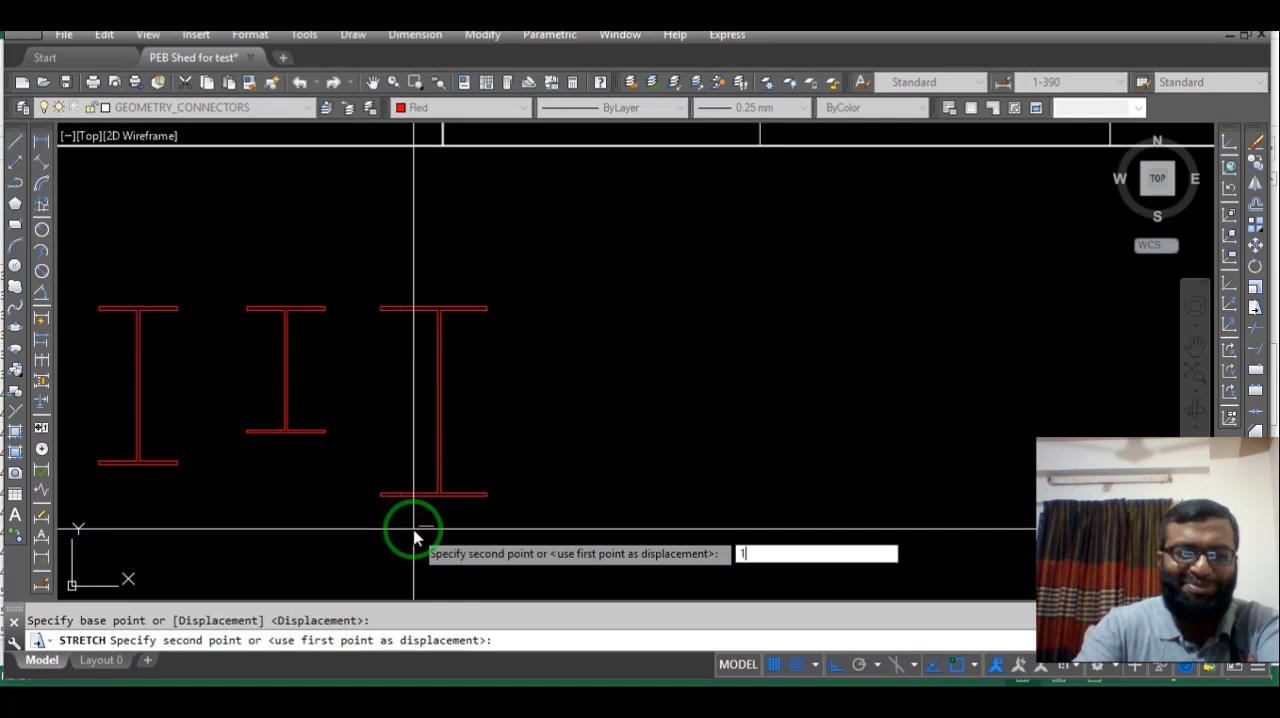 File Edit View Insert Format Tools Draw Dimension Modify Parametric Window Help Express
Start PEB Shed for test*
Standard 1-390 Standard
GEOMETRY_CONNECTORS Red ByLayer 0.25 mm ByColor
[−][Top][2D Wireframe]
N
W TOP E
S
WCS
Y
X
Specify second point or <use first point as displacement>: 1
Specify base point or [Displacement] <Displacement>:
STRETCH Specify second point or <use first point as displacement>:
Model Layout 0 MODEL 1:1